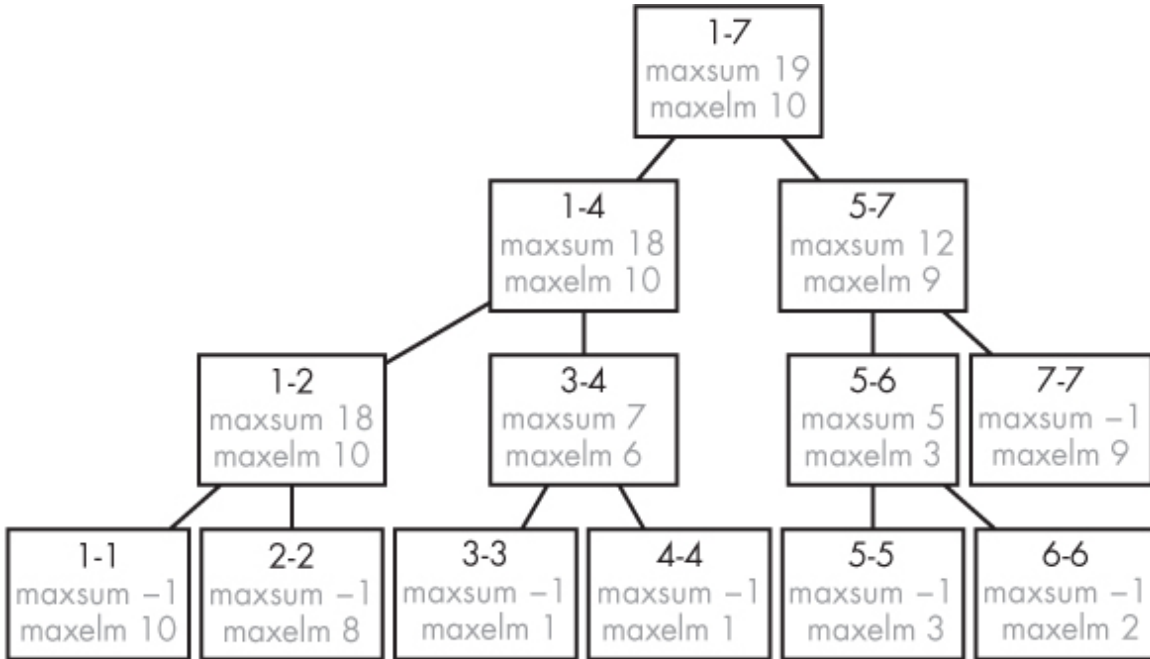 1-7
maxsum 19
maxelm 10
1-4
maxsum 18
maxelm 10
5-7
maxsum 12
maxelm 9
1-2
maxsum 18
maxelm 10
3-4
maxsum 7
maxelm 6
5-6
maxsum 5
maxelm 3
7-7
maxsum –1
maxelm 9
1-1
maxsum –1
maxelm 10
2-2
maxsum –1
maxelm 8
3-3
maxsum –1
maxelm 1
4-4
maxsum –1
maxelm 1
5-5
maxsum –1
maxelm 3
6-6
maxsum –1
maxelm 2